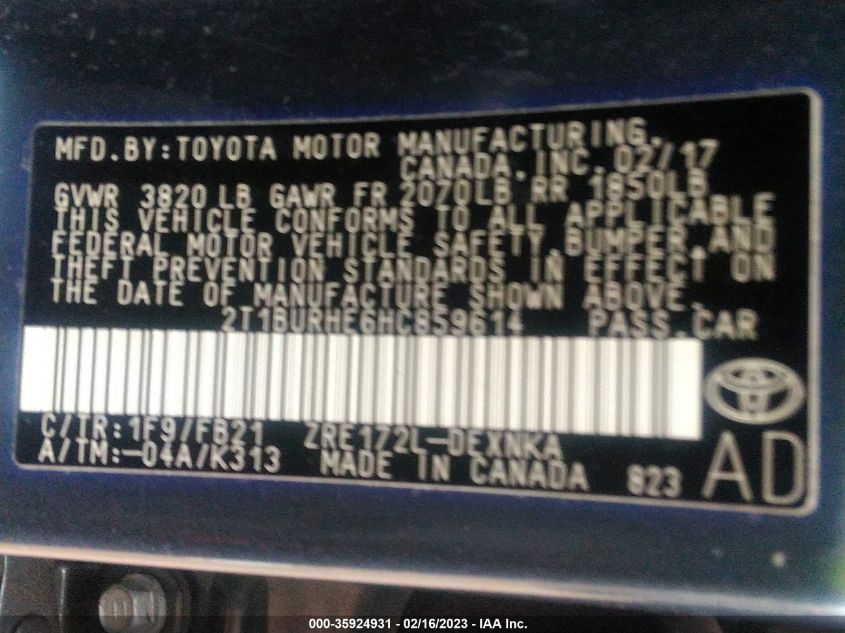 MFD.BY:TOYOTA MOTOR MANUFACTURING,
CANADA.INC. 02/17
GVWR 3820 LB GAWR FR 2070LB RR 1850LB
THIS VEHICLE CONFORMS TO ALL APPLICABLE
FEDERAL MOTOR VEHICLE SAFETY,BUMPER,AND
THEFT PREVENTION STANDARDS IN EFFECT ON
THE DATE OF MANUFACTURE SHOWN ABOVE.
2T1BURHE6HC859614 PASS.CAR
C/TR:1F9/FB21 ZRE172L-DEXNKA
A/TM:-04A/K313 MADE IN CANADA 823 AD
000-35924931 - 02/16/2023 - IAA Inc.